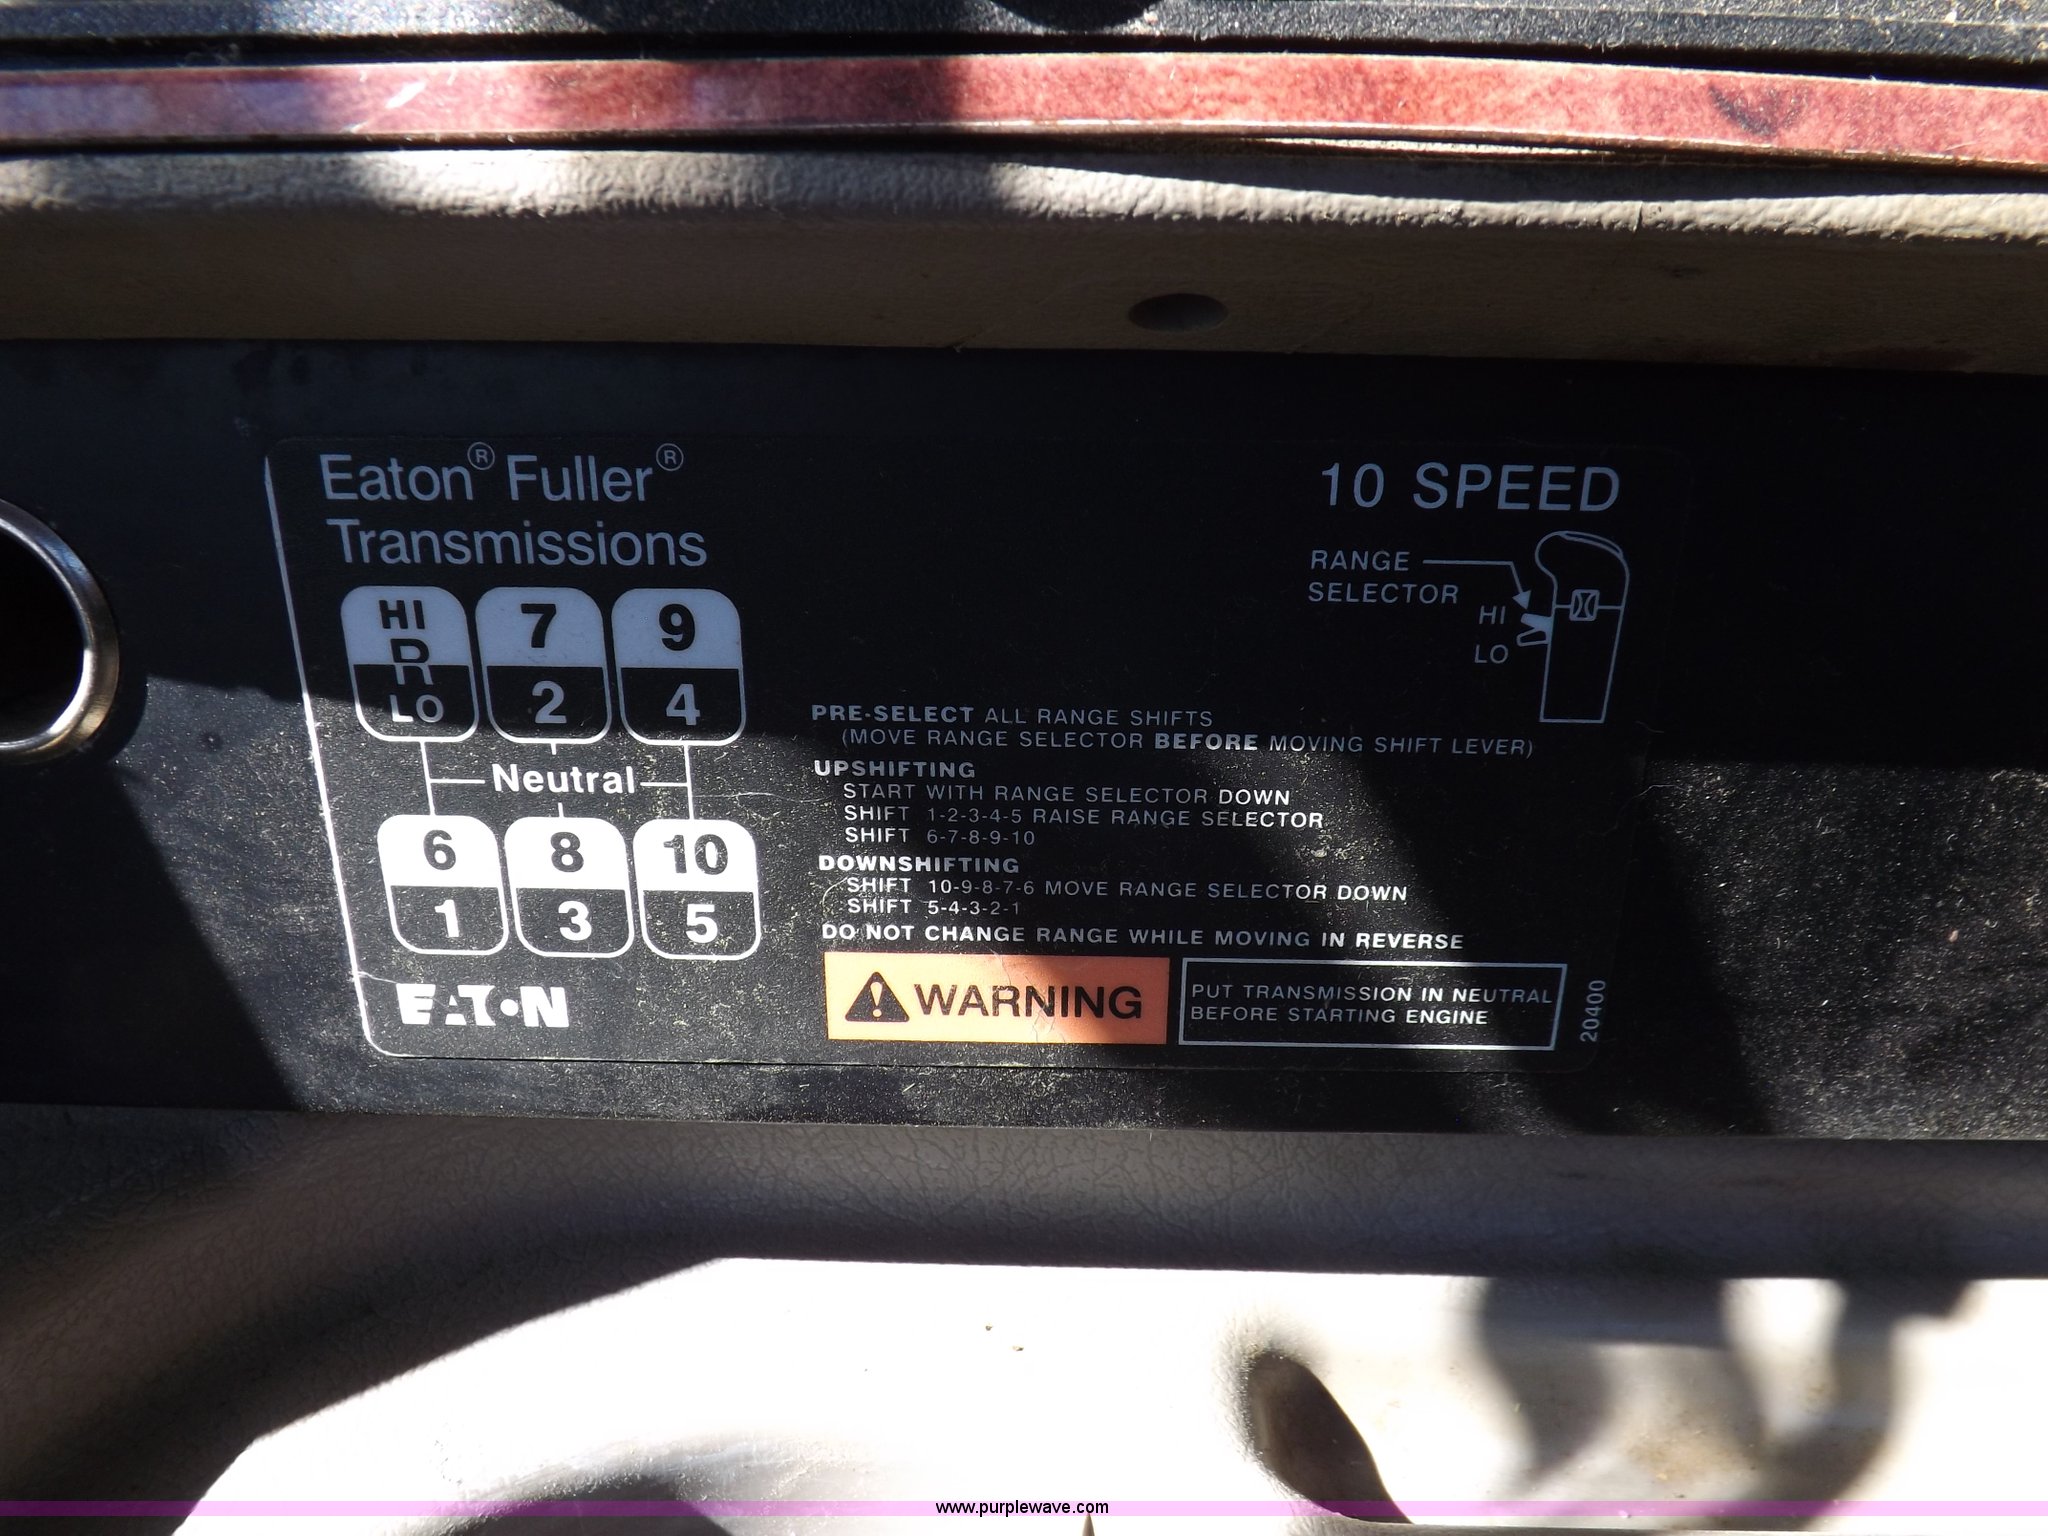 Eaton® Fuller®
Transmissions
HI
R
LO
7
2
9
4
Neutral
6
1
8
3
10
5
EATON
10 SPEED
RANGE
SELECTOR
HI
LO
PRE-SELECT ALL RANGE SHIFTS
(MOVE RANGE SELECTOR BEFORE MOVING SHIFT LEVER)
UPSHIFTING
START WITH RANGE SELECTOR DOWN
SHIFT 1-2-3-4-5 RAISE RANGE SELECTOR
SHIFT 6-7-8-9-10
DOWNSHIFTING
SHIFT 10-9-8-7-6 MOVE RANGE SELECTOR DOWN
SHIFT 5-4-3-2-1
DO NOT CHANGE RANGE WHILE MOVING IN REVERSE
WARNING
PUT TRANSMISSION IN NEUTRAL
BEFORE STARTING ENGINE
20400
www.purplewave.com